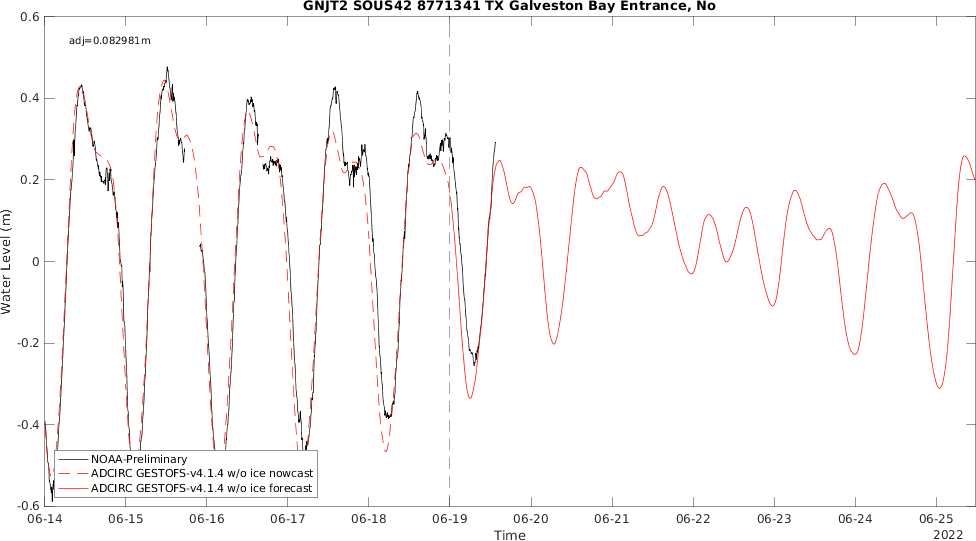 GNJT2 SOUS42 8771341 TX Galveston Bay Entrance, No
adj=0.082981m
0.6
0.4
0.2
0
-0.2
-0.4
-0.6
Water Level (m)
NOAA-Preliminary
ADCIRC GESTOFS-v4.1.4 w/o ice nowcast
ADCIRC GESTOFS-v4.1.4 w/o ice forecast
06-14 06-15 06-16 06-17 06-18 06-19 06-20 06-21 06-22 06-23 06-24 06-25
Time
2022